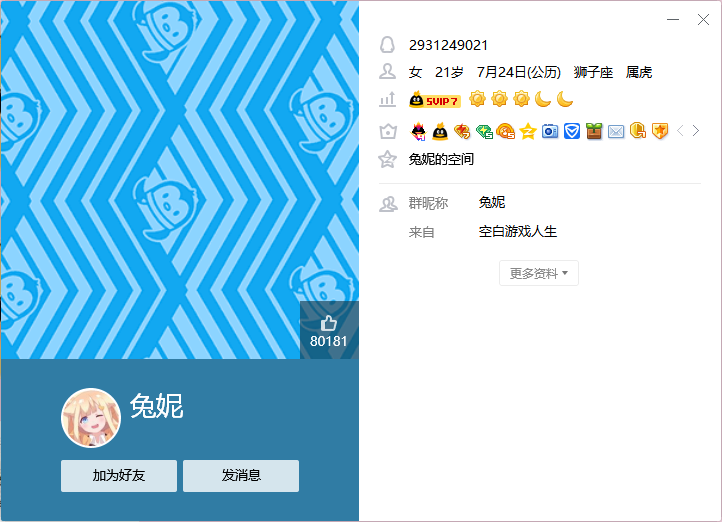 2931249021
女 21岁 7月24日(公历) 狮子座 属虎
SVIP7
兔妮的空间
群昵称 兔妮
来自 空白游戏人生
更多资料
80181
兔妮
加为好友 发消息